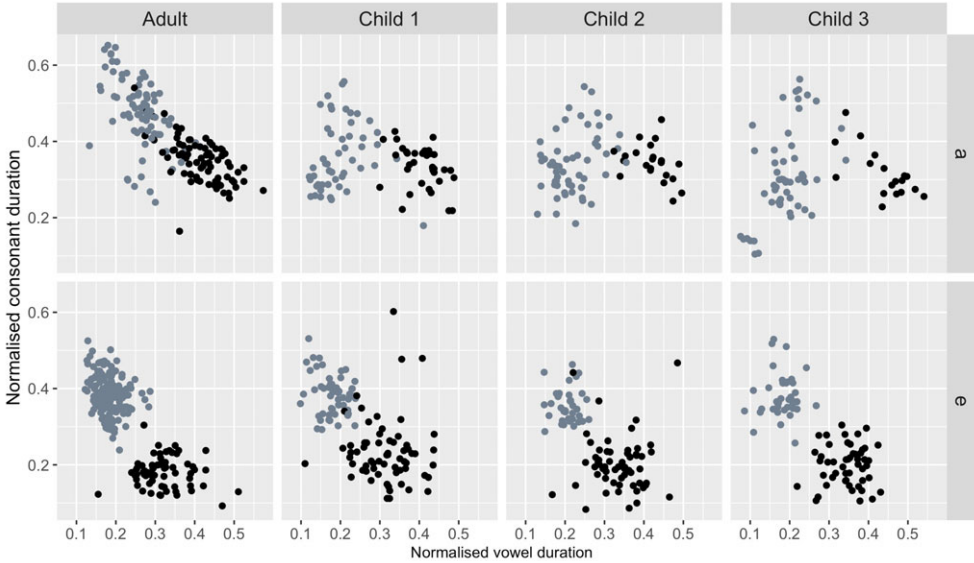 Adult Child 1 Child 2 Child 3
Normalised consonant duration
0.6
0.4
0.2
a
0.6
0.4
0.2
e
0.1 0.2 0.3 0.4 0.5 0.1 0.2 0.3 0.4 0.5 0.1 0.2 0.3 0.4 0.5 0.1 0.2 0.3 0.4 0.5
Normalised vowel duration